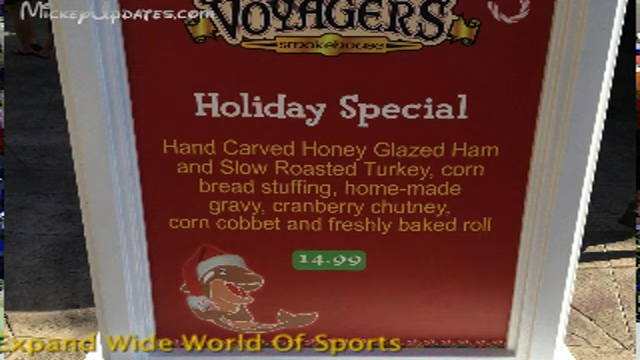 MickeyUpdates.com
VOYAGERS
smokehouse
Holiday Special
Hand Carved Honey Glazed Ham
and Slow Roasted Turkey, corn
bread stuffing, home-made
gravy, cranberry chutney,
corn cobbet and freshly baked roll
14.99
Expand Wide World Of Sports